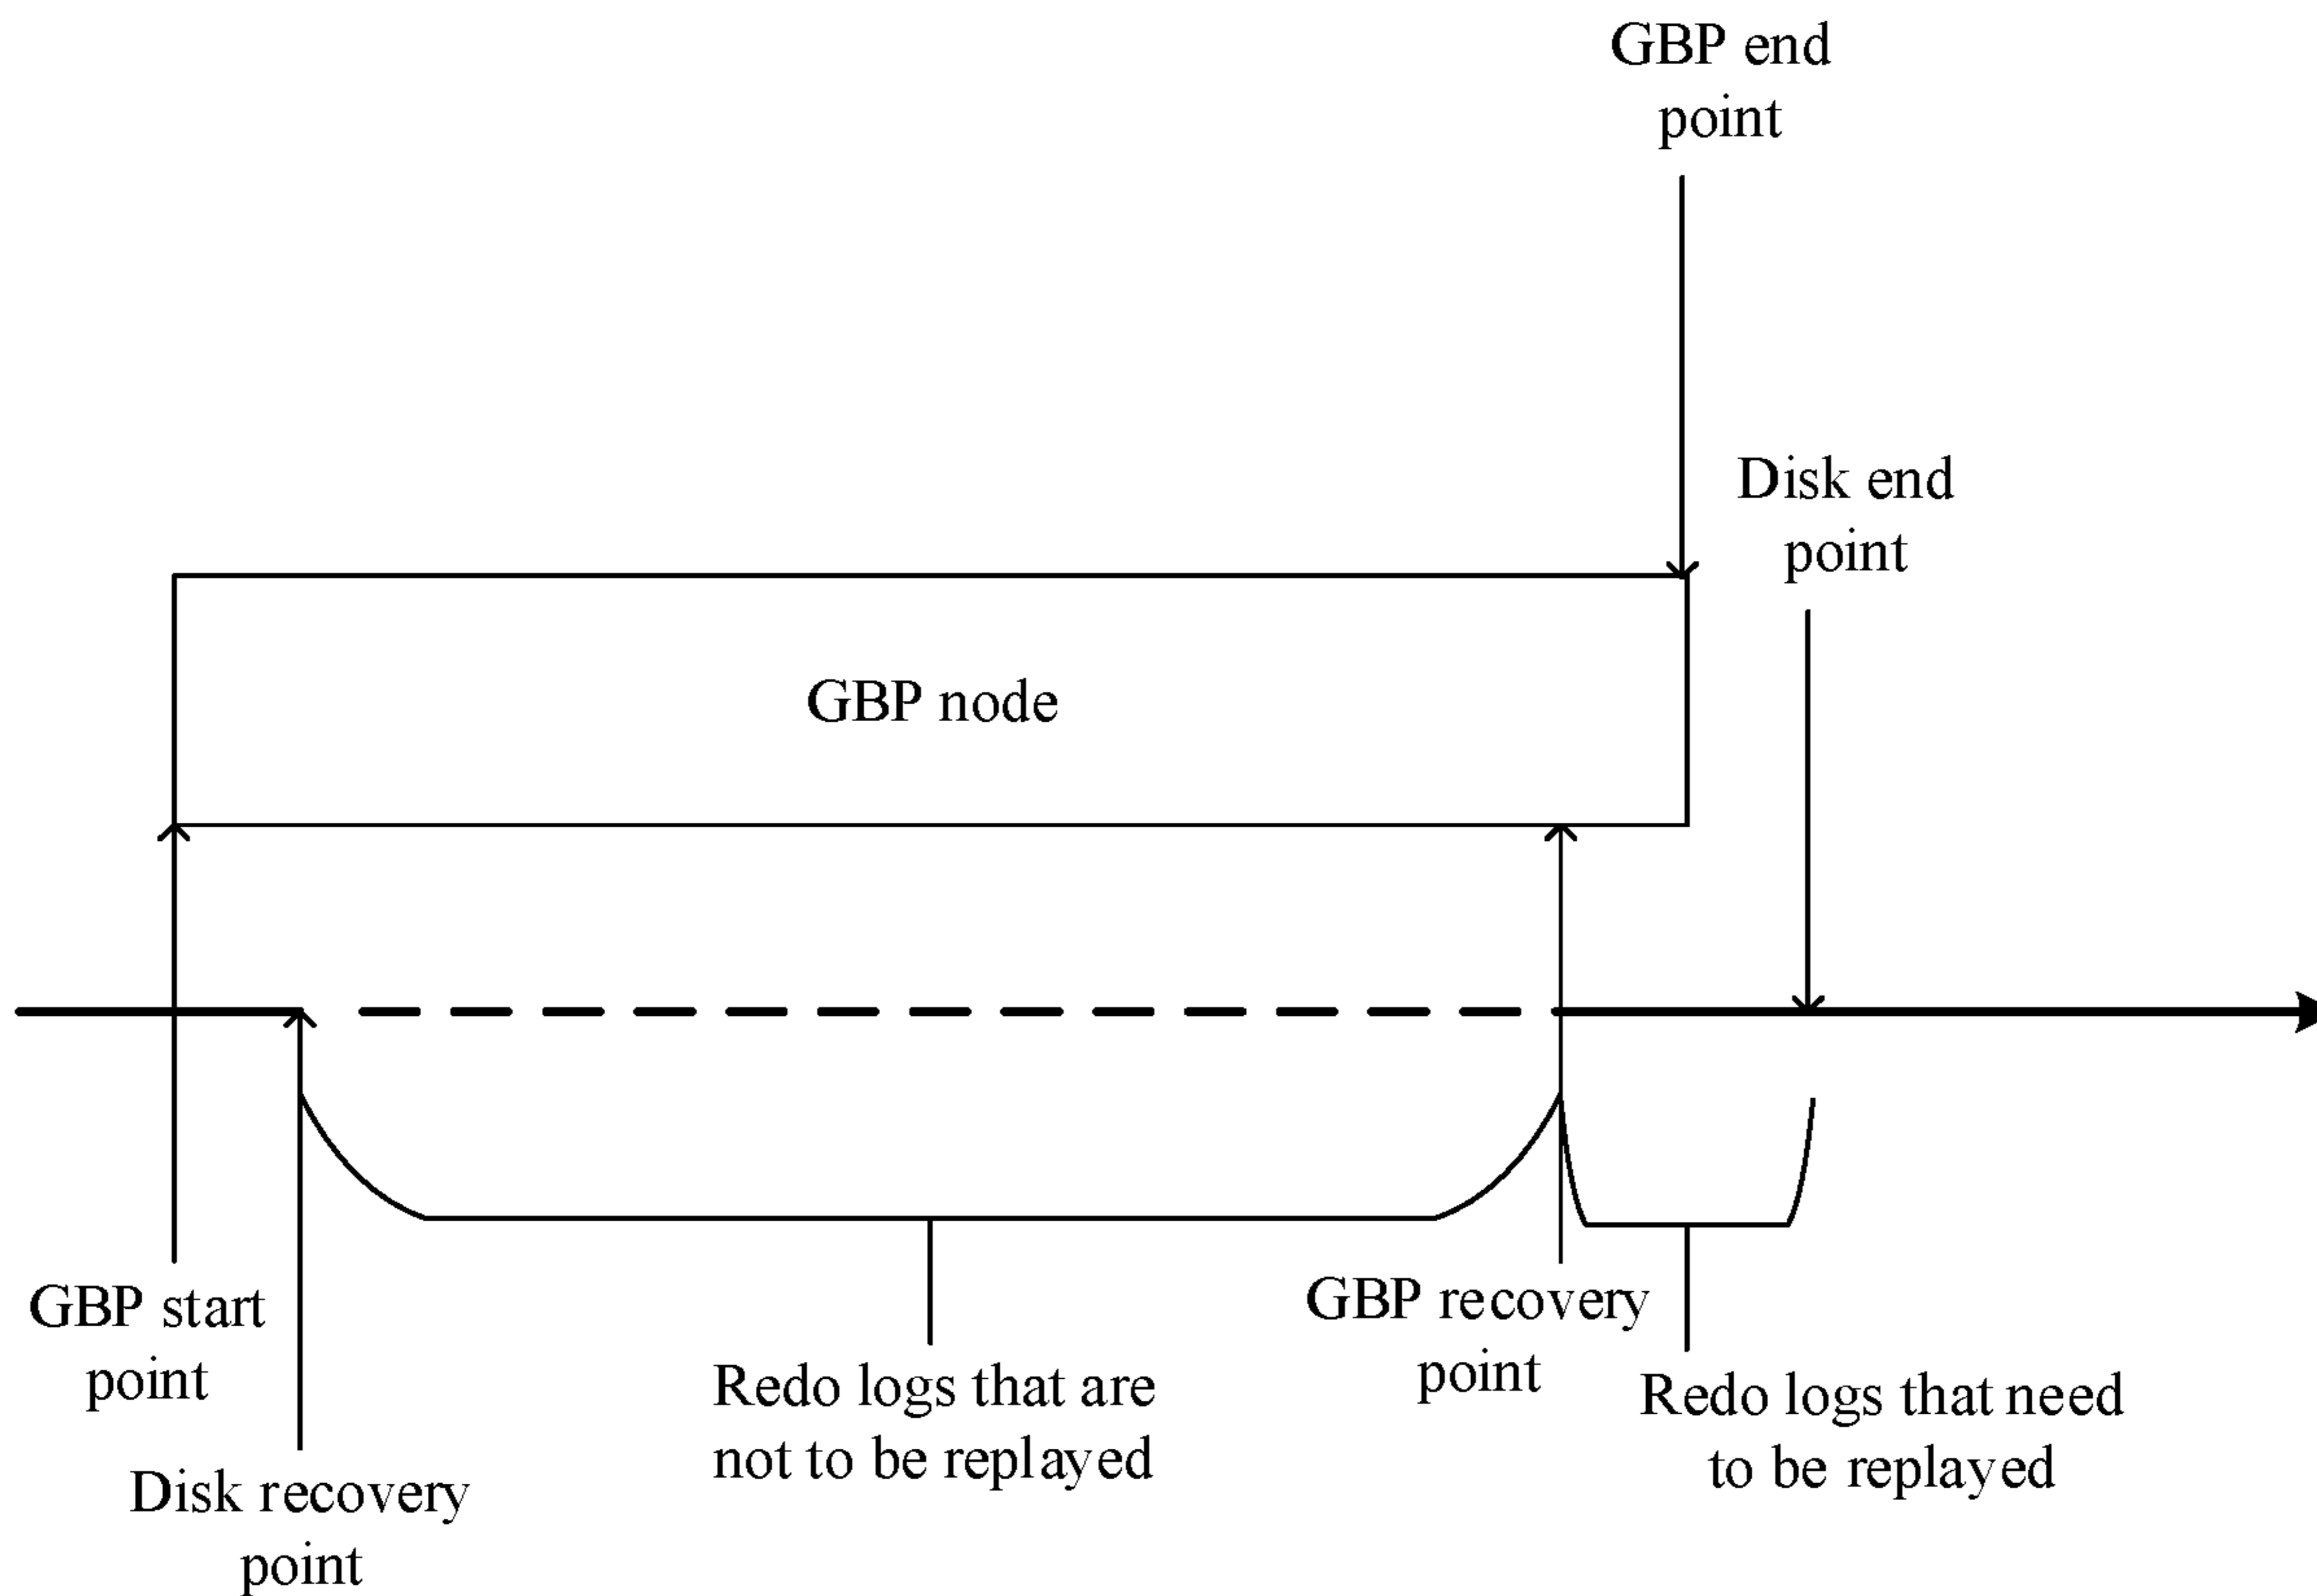 GBP end
point
Disk end
point
GBP node
GBP start
point
Disk recovery
point
Redo logs that are
not to be replayed
GBP recovery
point
Redo logs that need
to be replayed